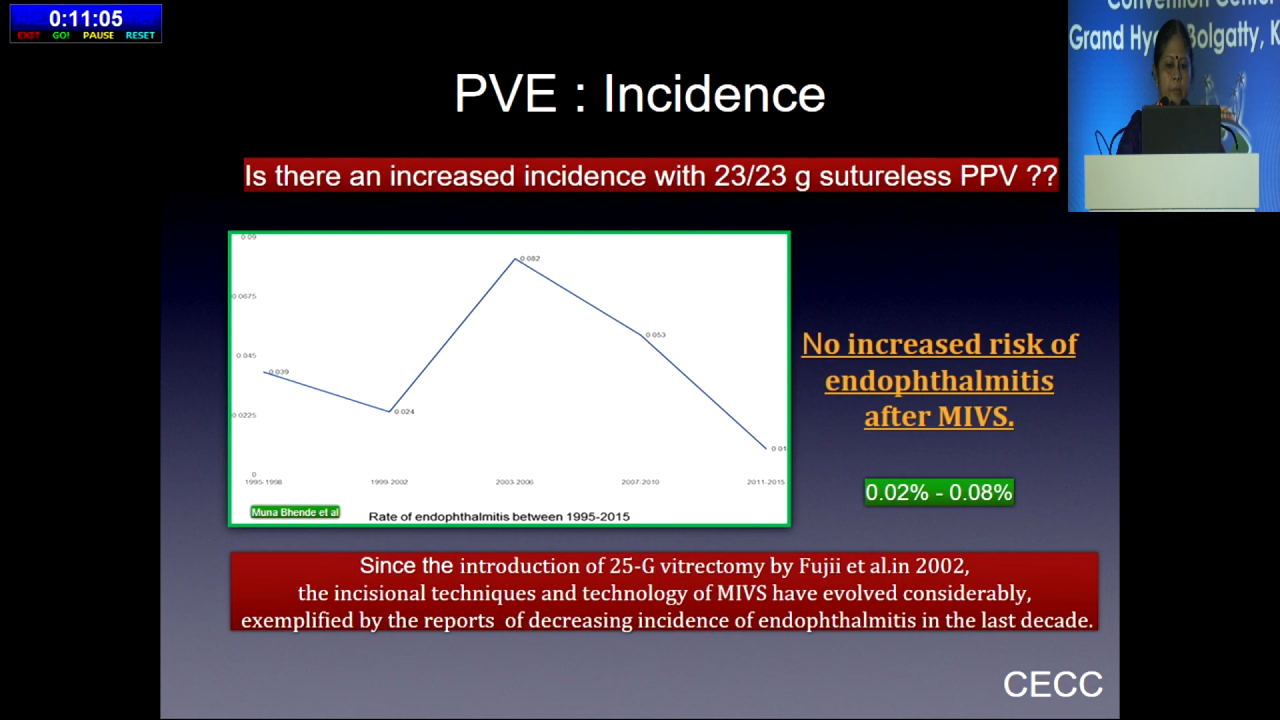 0:11:05
EXIT GO! PAUSE RESET
Convention Center
Grand Hy Bolgatty, K
PVE : Incidence
Is there an increased incidence with 23/23 g sutureless PPV ??
0.09
0.0675
0.045
0.0225
0
0.039
0.024
0.082
0.053
0.01
1995-1998 1999-2002 2003-2006 2007-2010 2011-2015
Muna Bhende et al
Rate of endophthalmitis between 1995-2015
No increased risk of
endophthalmitis
after MIVS.
0.02% - 0.08%
Since the introduction of 25-G vitrectomy by Fujii et al.in 2002,
the incisional techniques and technology of MIVS have evolved considerably,
exemplified by the reports of decreasing incidence of endophthalmitis in the last decade.
CECC